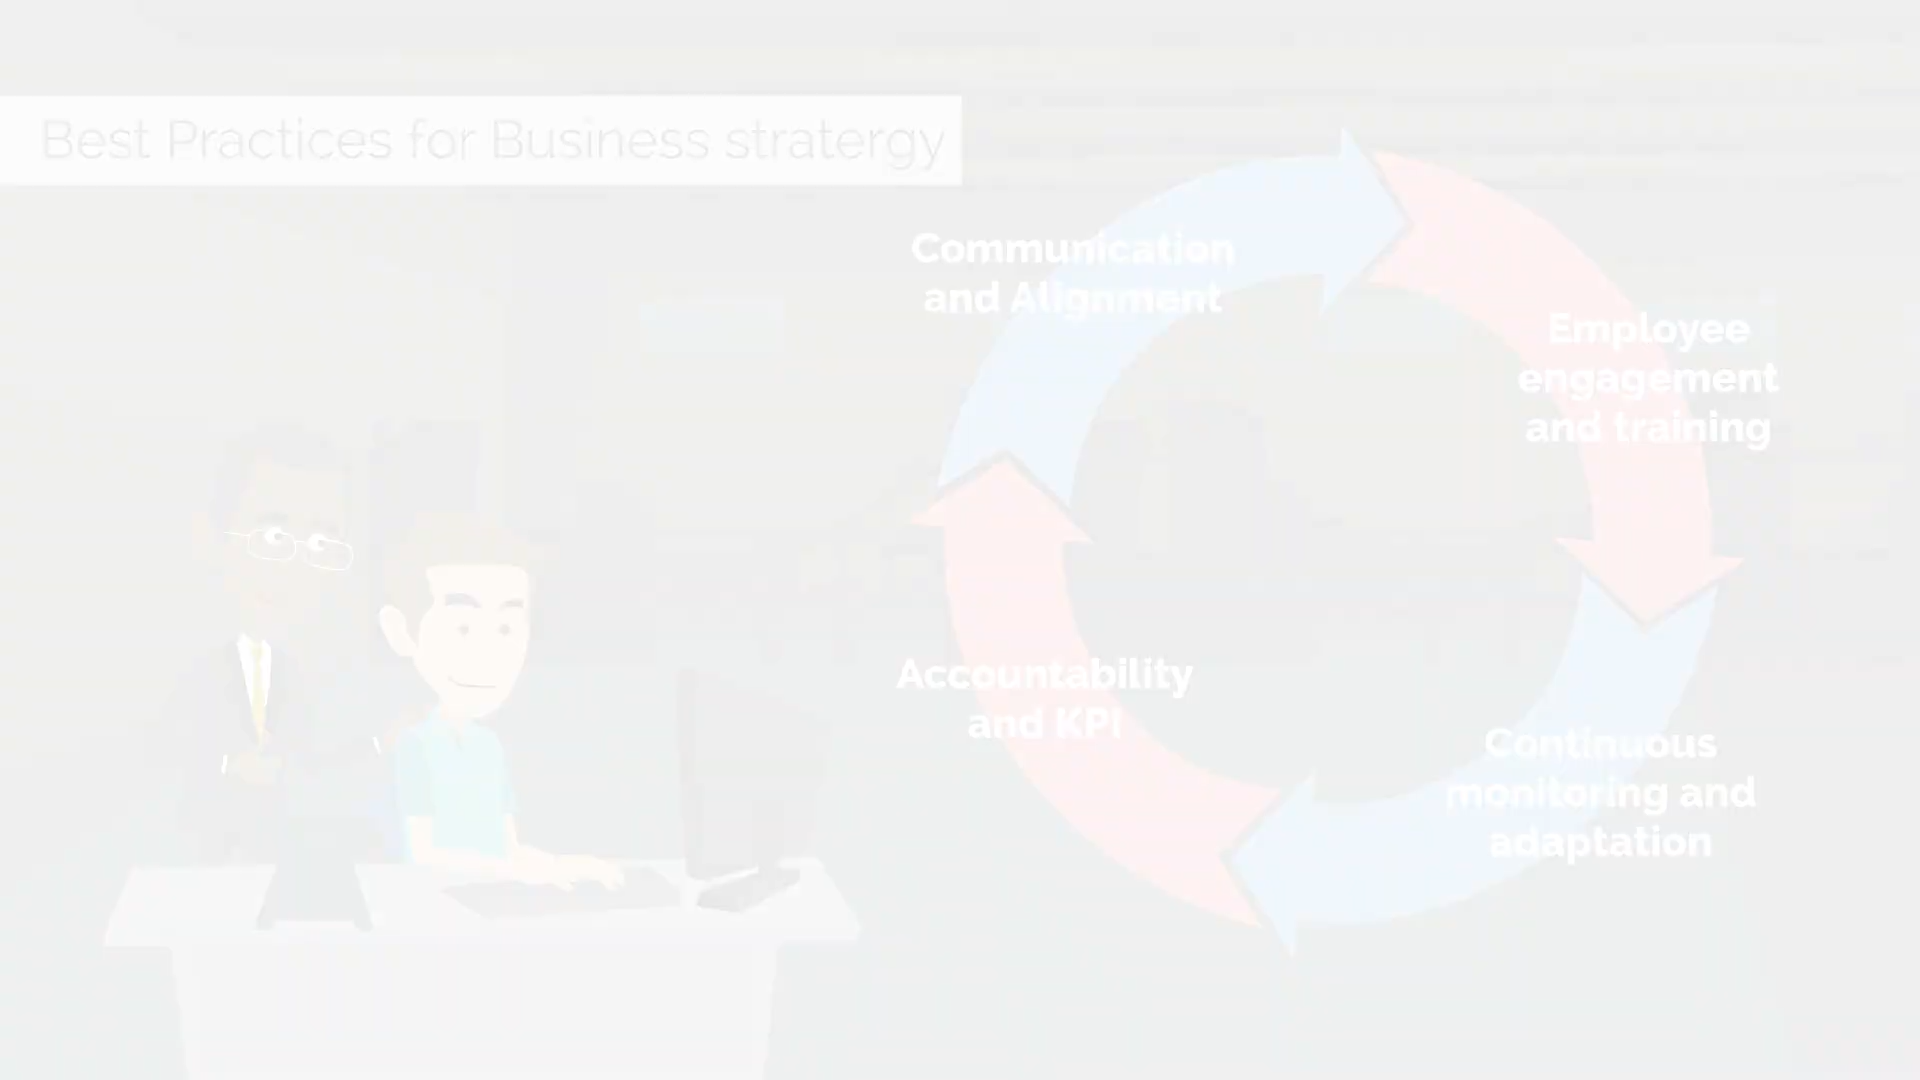 Best Practices for Business stratergy
Communication
and Alignment
Employee
engagement
and training
Continuous
monitoring and
adaptation
Accountability
and KPI